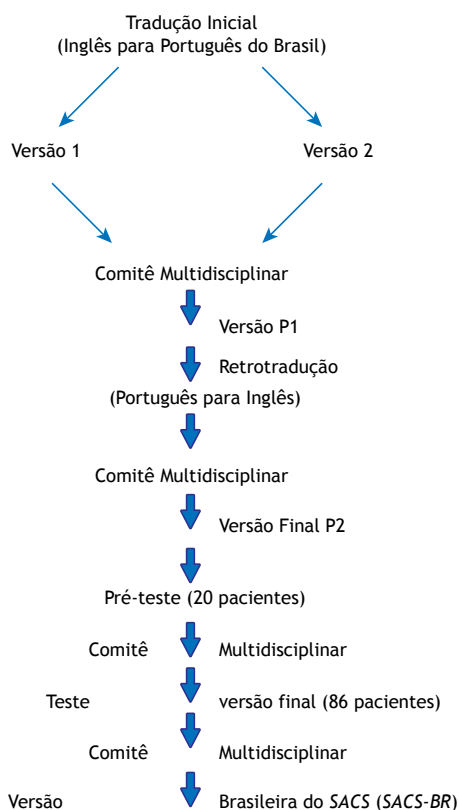 Tradução Inicial
(Inglês para Português do Brasil)
Versão 1 Versão 2
Comitê Multidisciplinar
Versão P1
Retrotradução
(Português para Inglês)
Comitê Multidisciplinar
Versão Final P2
Pré-teste (20 pacientes)
Comitê Multidisciplinar
Teste versão final (86 pacientes)
Comitê Multidisciplinar
Versão Brasileira do SACS (SACS-BR)